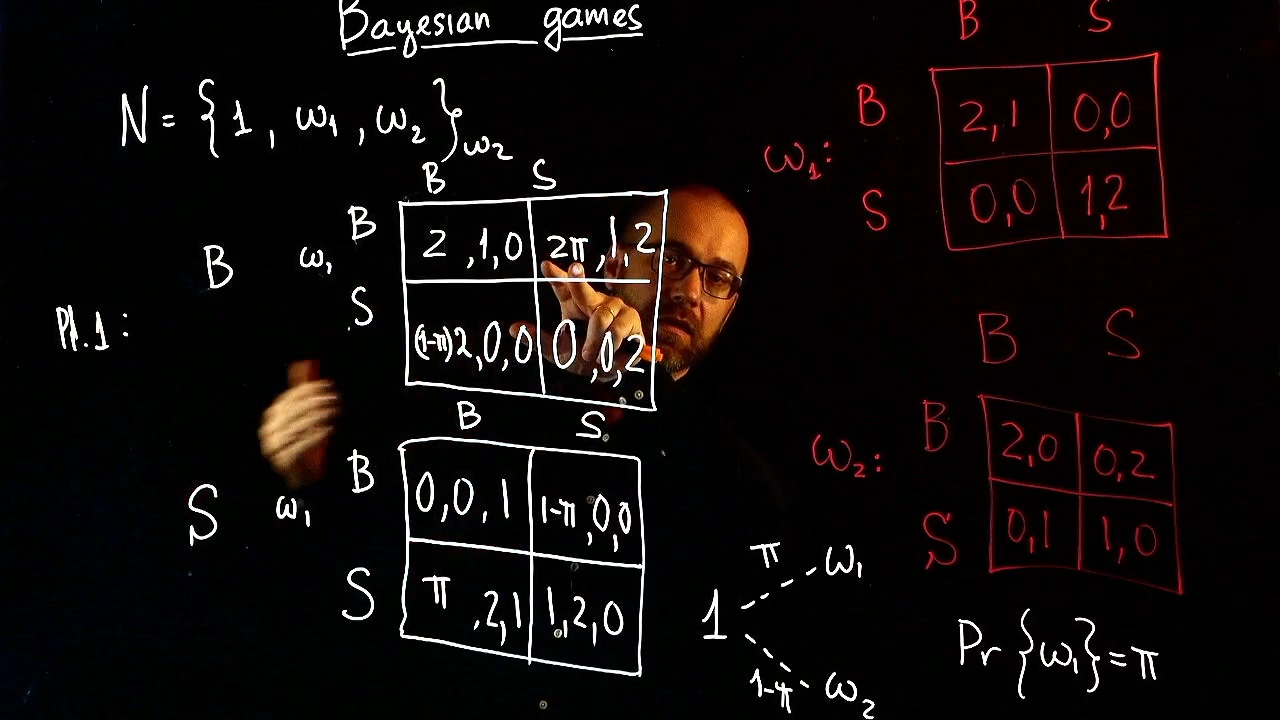 Bayesian games
N = { 1 , ω1 , ω2 }
ω2
B S
B ω1 B 2 ,1,0 2π ,1,2
S (1-π)2,0,0 0 ,0,2
Pl.1 :
B S
S ω1 B 0,0,1 1-π,0,0
S π ,2,1 1,2,0
1 π ω1
1-π ω2
B S
ω1: B 2,1 0,0
S 0,0 1,2
B S
ω2: B 2,0 0,2
S 0,1 1,0
Pr {ω1} = π